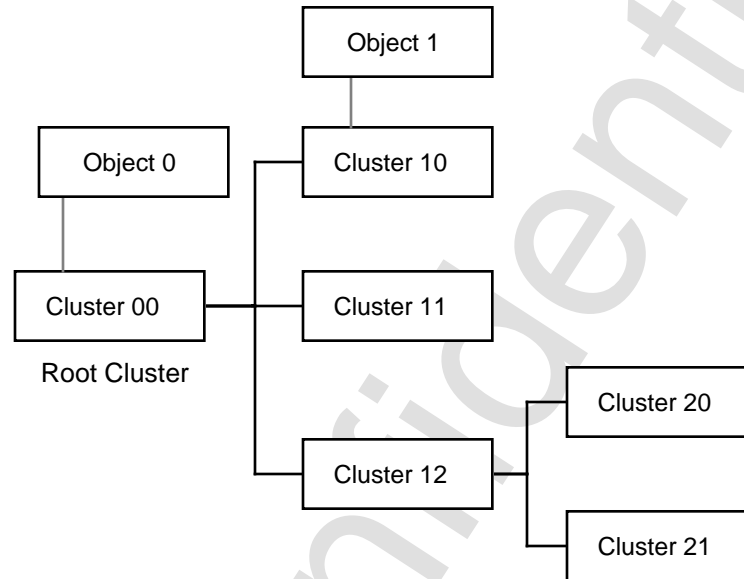 Object 1
Object 0
Cluster 10
Cluster 00
Cluster 11
Root Cluster
Cluster 20
Cluster 12
Cluster 21